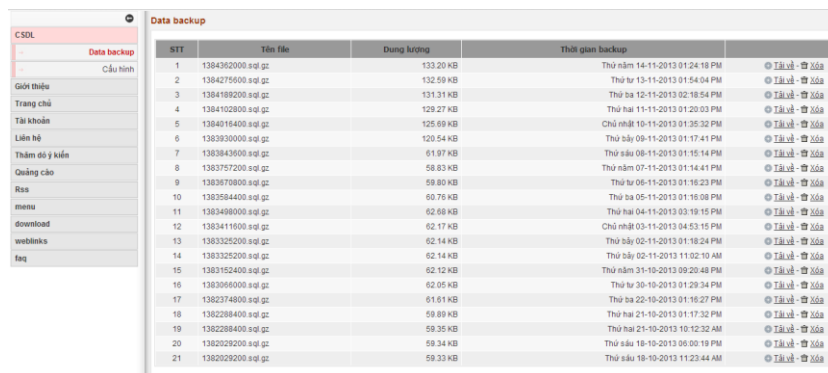 Data backup
CSDL
Data backup
Cấu hình
Giới thiệu
Trang chủ
Tài khoản
Liên hệ
Thăm dò ý kiến
Quảng cáo
Rss
menu
download
weblinks
faq
STT Tên file Dung lượng Thời gian backup
1 1384362000.sql.gz 133.20 KB Thứ năm 14-11-2013 01:24:18 PM Tải về - Xóa
2 1384275600.sql.gz 132.59 KB Thứ tư 13-11-2013 01:54:04 PM Tải về - Xóa
3 1384189200.sql.gz 131.31 KB Thứ ba 12-11-2013 02:18:54 PM Tải về - Xóa
4 1384102800.sql.gz 129.27 KB Thứ hai 11-11-2013 01:20:03 PM Tải về - Xóa
5 1384016400.sql.gz 125.69 KB Chủ nhật 10-11-2013 01:35:32 PM Tải về - Xóa
6 1383930000.sql.gz 120.54 KB Thứ bảy 09-11-2013 01:17:41 PM Tải về - Xóa
7 1383843600.sql.gz 61.97 KB Thứ sáu 08-11-2013 01:15:14 PM Tải về - Xóa
8 1383757200.sql.gz 58.83 KB Thứ năm 07-11-2013 01:14:41 PM Tải về - Xóa
9 1383670800.sql.gz 59.80 KB Thứ tư 06-11-2013 01:16:23 PM Tải về - Xóa
10 1383584400.sql.gz 60.76 KB Thứ ba 05-11-2013 01:16:08 PM Tải về - Xóa
11 1383498000.sql.gz 62.68 KB Thứ hai 04-11-2013 03:19:15 PM Tải về - Xóa
12 1383411600.sql.gz 62.17 KB Chủ nhật 03-11-2013 04:53:15 PM Tải về - Xóa
13 1383325200.sql.gz 62.14 KB Thứ bảy 02-11-2013 01:18:24 PM Tải về - Xóa
14 1383325200.sql.gz 62.14 KB Thứ bảy 02-11-2013 11:02:10 AM Tải về - Xóa
15 1383152400.sql.gz 62.12 KB Thứ năm 31-10-2013 09:20:48 PM Tải về - Xóa
16 1383066000.sql.gz 62.05 KB Thứ tư 30-10-2013 01:29:34 PM Tải về - Xóa
17 1382374800.sql.gz 61.61 KB Thứ ba 22-10-2013 01:16:27 PM Tải về - Xóa
18 1382288400.sql.gz 59.89 KB Thứ hai 21-10-2013 01:17:32 PM Tải về - Xóa
19 1382288400.sql.gz 59.35 KB Thứ hai 21-10-2013 10:12:32 AM Tải về - Xóa
20 1382029200.sql.gz 59.34 KB Thứ sáu 18-10-2013 06:00:19 PM Tải về - Xóa
21 1382029200.sql.gz 59.33 KB Thứ sáu 18-10-2013 11:23:44 AM Tải về - Xóa